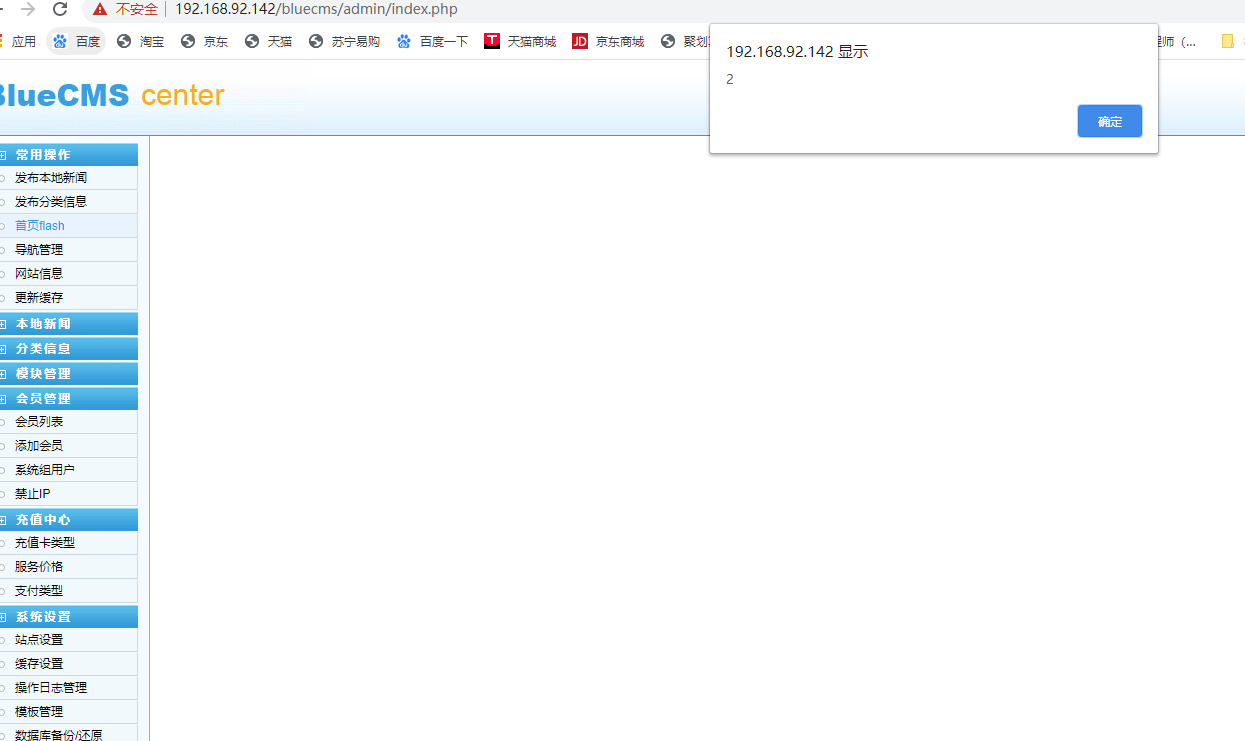 不安全 192.168.92.142/bluecms/admin/index.php
应用 百度 淘宝 京东 天猫 苏宁易购 百度一下 天猫商城 京东商城 聚划 程师（...
192.168.92.142 显示
2
确定
BlueCMS center
常用操作
发布本地新闻
发布分类信息
首页flash
导航管理
网站信息
更新缓存
本地新闻
分类信息
模块管理
会员管理
会员列表
添加会员
系统组用户
禁止IP
充值中心
充值卡类型
服务价格
支付类型
系统设置
站点设置
缓存设置
操作日志管理
模板管理
数据库备份/还原